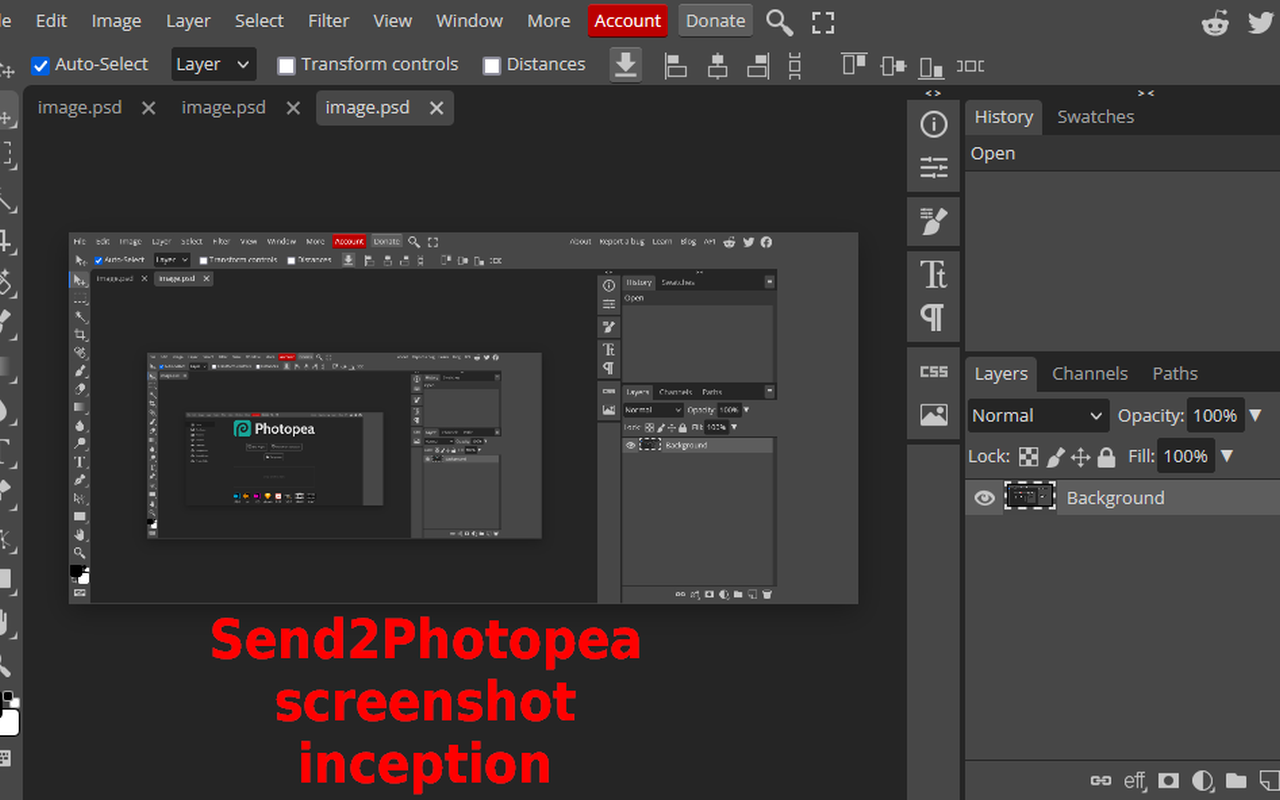 le Edit Image Layer Select Filter View Window More Account Donate
Auto-Select Layer Transform controls Distances
image.psd image.psd image.psd
History Swatches
Open
File Edit Image Layer Select Filter View Window More Account Donate About Report a bug Learn Blog API
Auto-Select Layer Transform controls Distances
image.psd image.psd
History Swatches
Open
Tt
Layers Channels Paths
Normal Opacity: 100%
Lock: Fill: 100%
Background
Photopea
Tt
¶
CSS
Layers Channels Paths
Normal Opacity: 100%
Lock: Fill: 100%
Background
eff
Send2Photopea
screenshot
inception